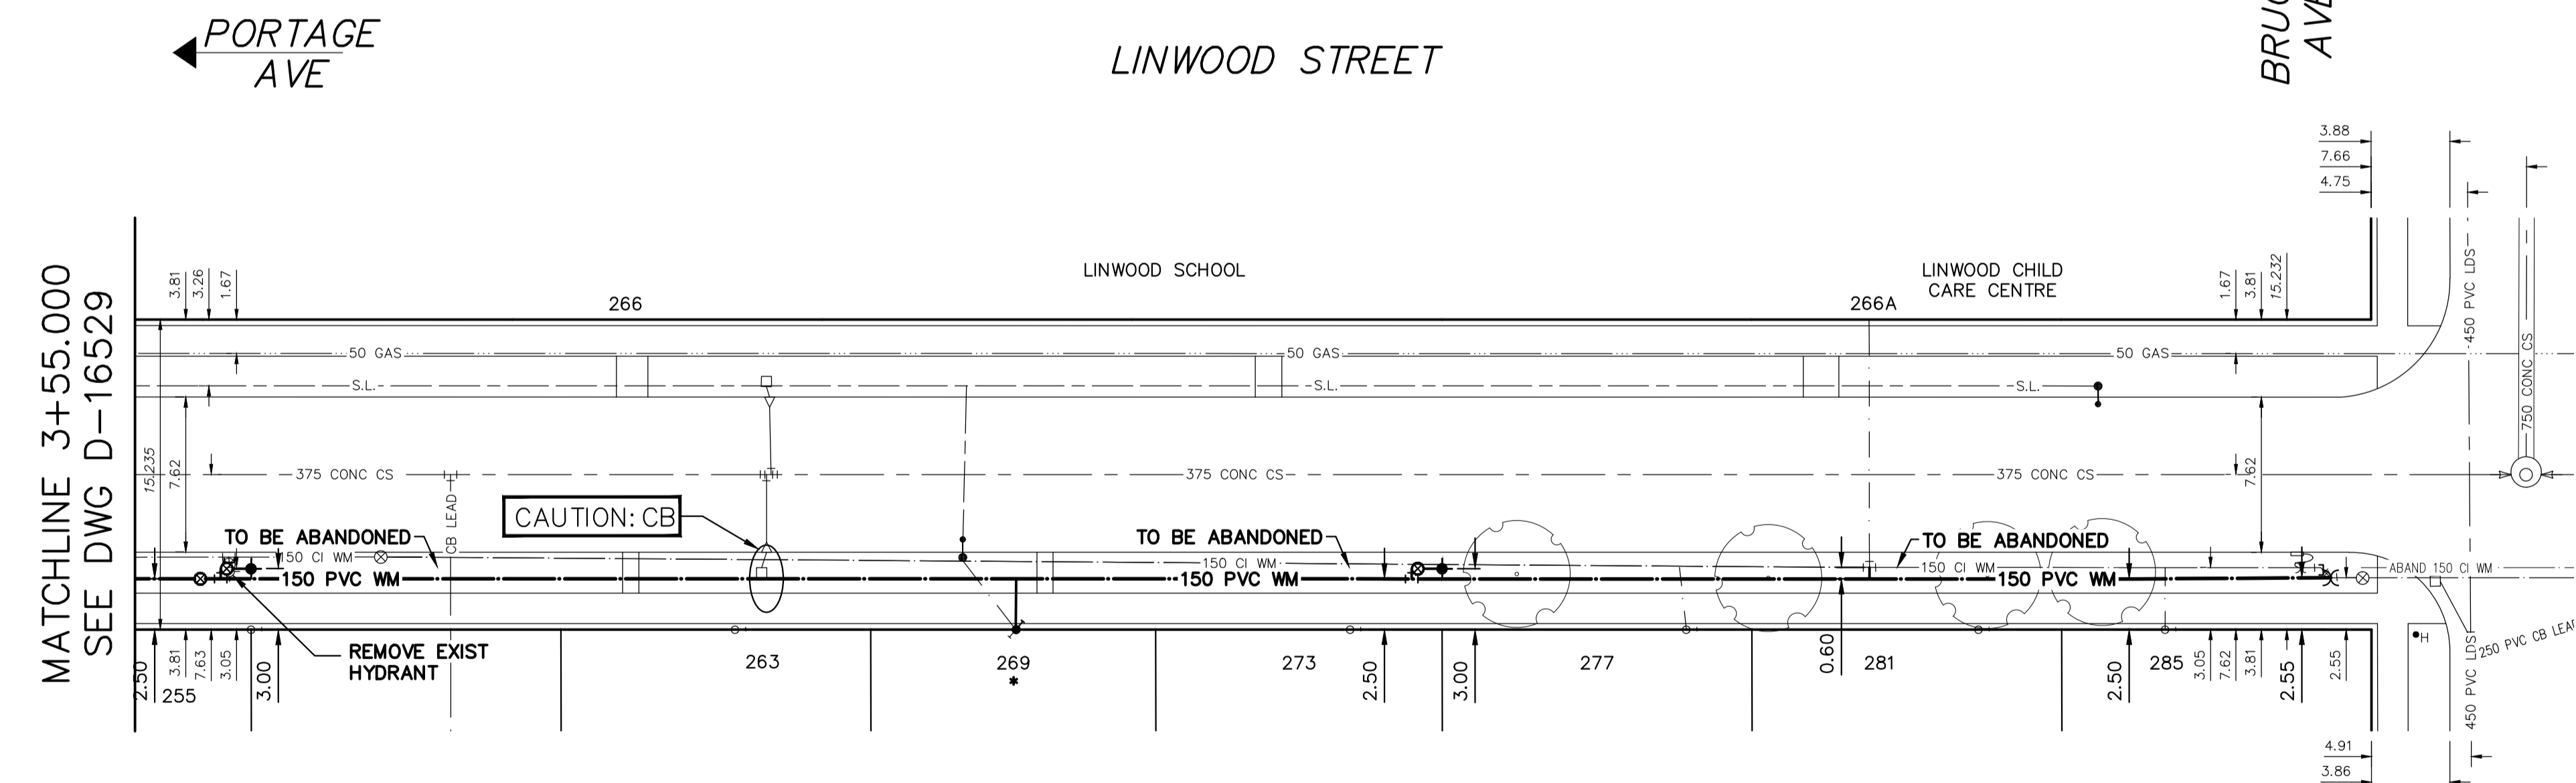 PORTAGE
AVE
LINWOOD STREET
AVE
3.88
7.66
4.75
MATCHLINE 3+55.000
SEE DWG D-16529
3.81
3.26
1.67
LINWOOD SCHOOL
LINWOOD CHILD
CARE CENTRE
266
266A
1.67
3.81
15.232
450 PVC LDS
50 GAS
50 GAS
50 GAS
S.L.
S.L.
S.L.
750 CONC CS
15.235
7.62
375 CONC CS
375 CONC CS
375 CONC CS
7.62
CB LEAD
CAUTION: CB
TO BE ABANDONED
TO BE ABANDONED
TO BE ABANDONED
150 CI WM
150 CI WM
150 CI WM
ABAND 150 CI WM
150 PVC WM
150 PVC WM
150 PVC WM
REMOVE EXIST
HYDRANT
2.50
3.81
7.63
3.05
3.00
255
263
269
*
273
2.50
3.00
277
0.60
281
2.50
285
3.05
7.62
3.81
2.55
2.55
H
450 PVC LDS
250 PVC CB
4.91
3.86